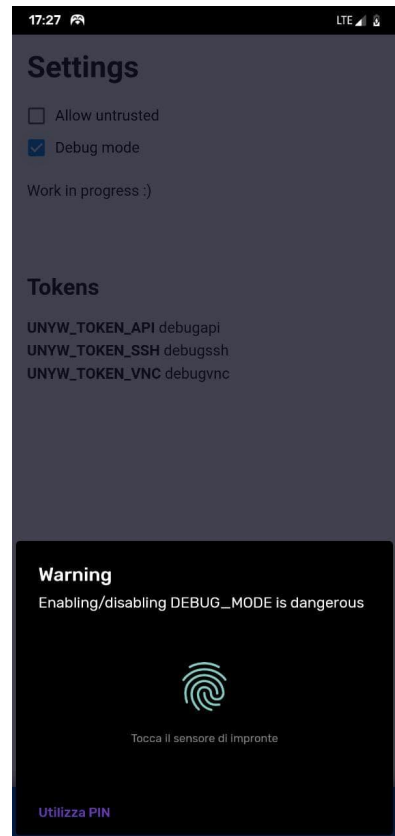 17:27 LTE
Settings
Allow untrusted
Debug mode
Work in progress :)
Tokens
UNYW_TOKEN_API debugapi
UNYW_TOKEN_SSH debugssh
UNYW_TOKEN_VNC debugvnc
Warning
Enabling/disabling DEBUG_MODE is dangerous
Tocca il sensore di impronte
Utilizza PIN